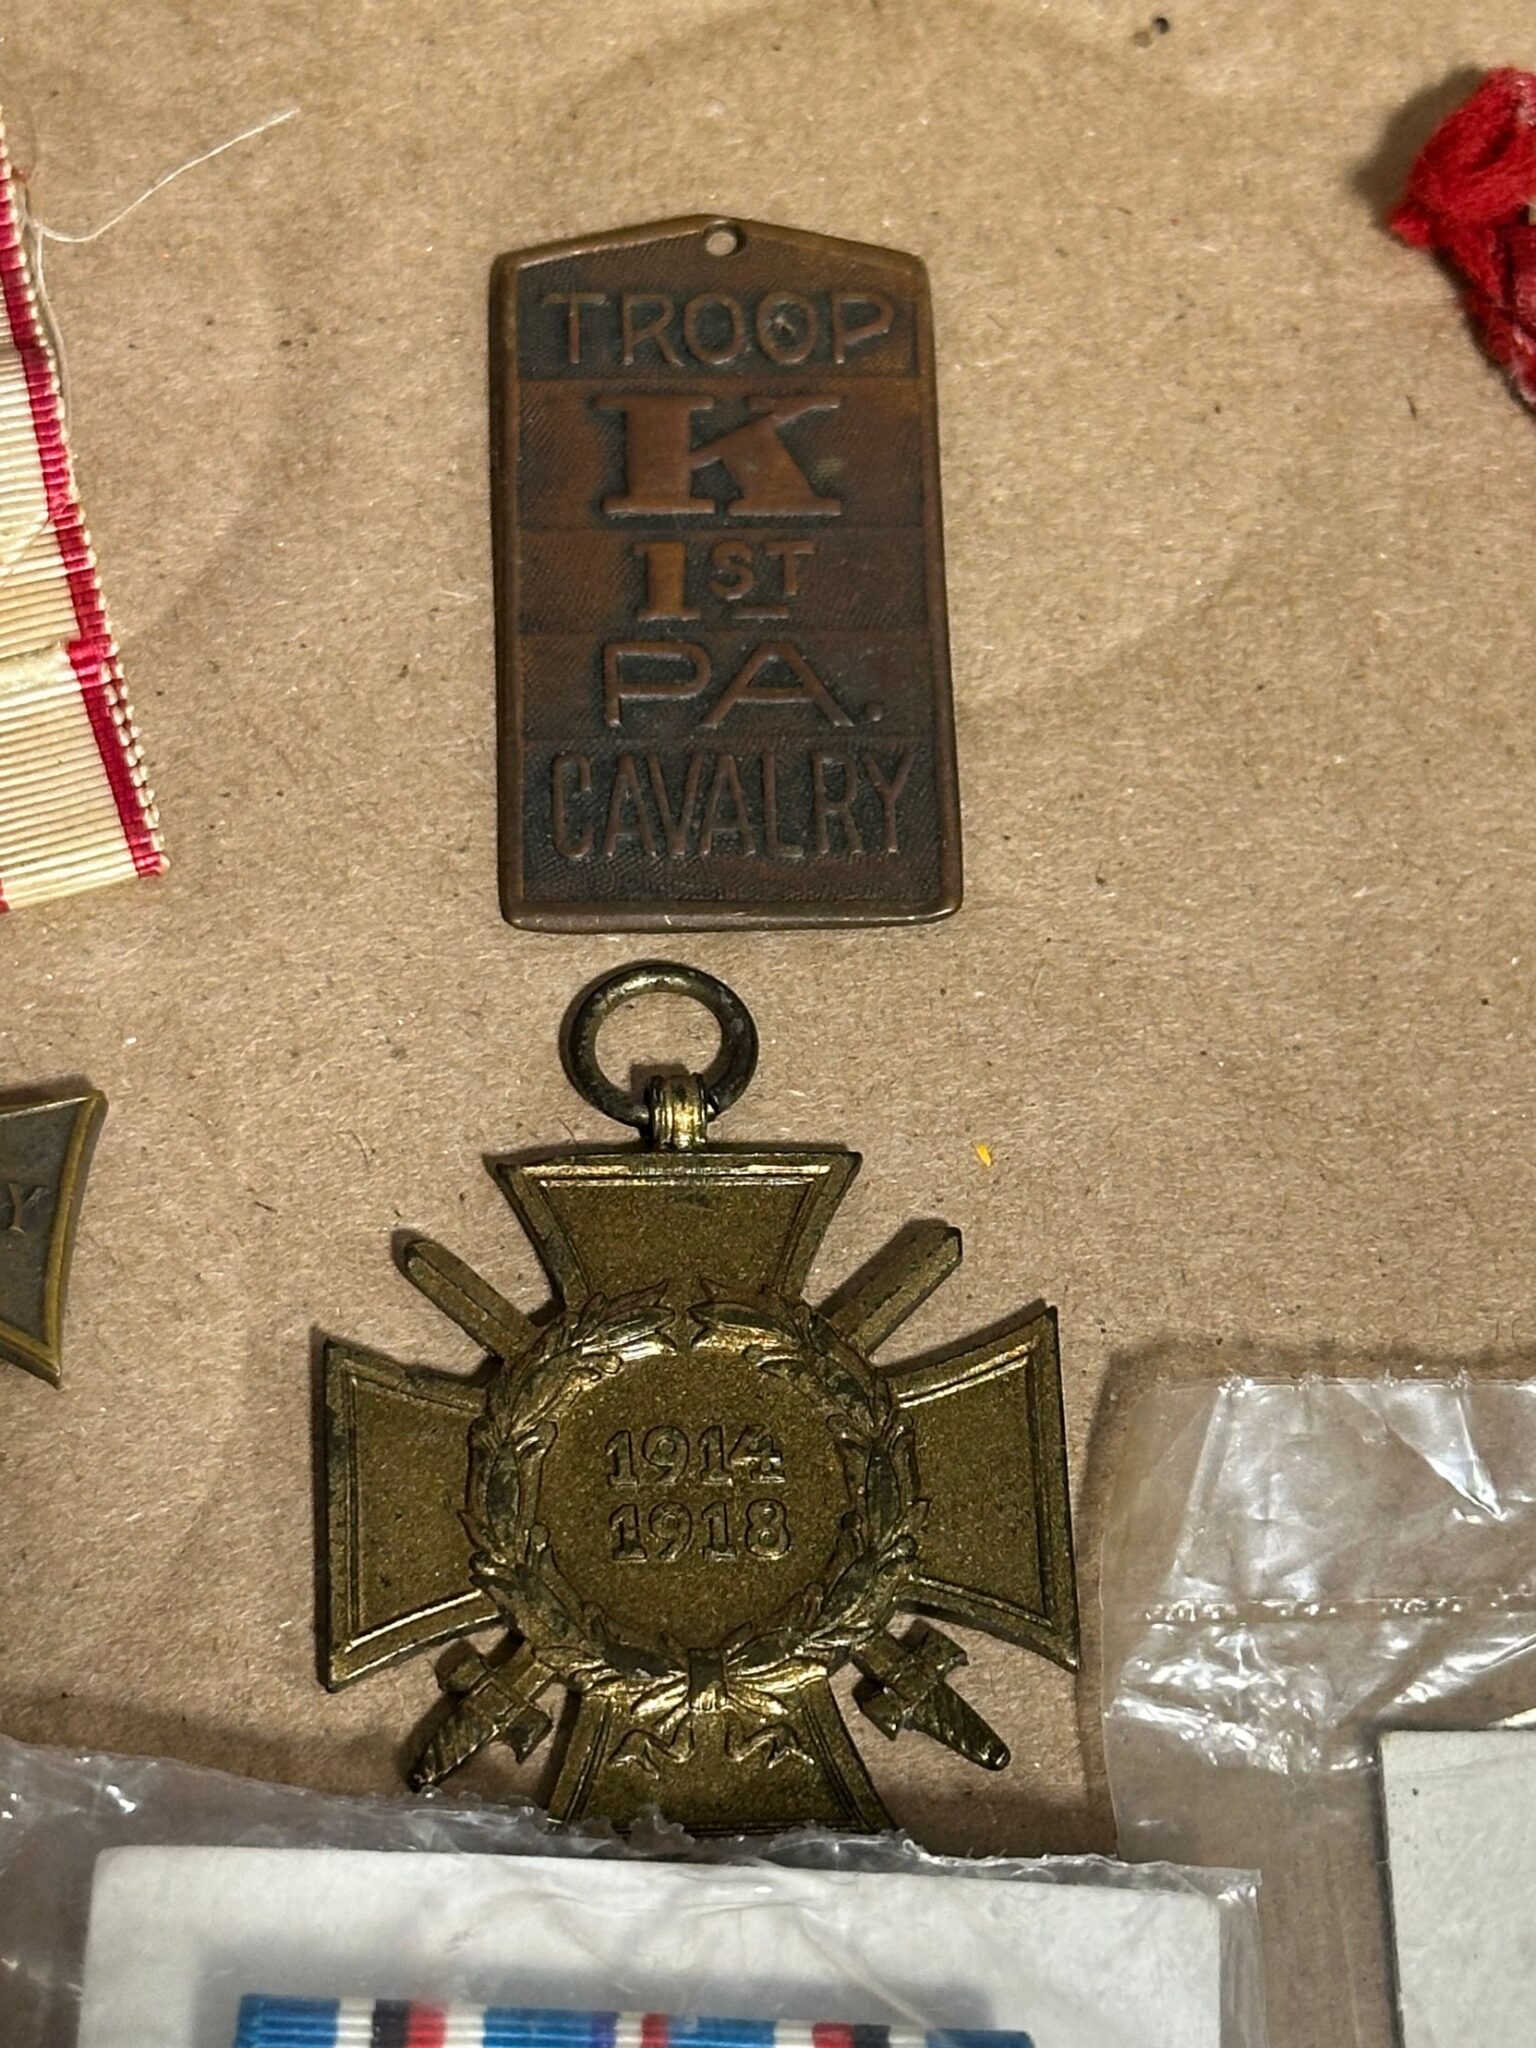 TROOP
K
1ST
PA.
CAVALRY
Y
1914
1918